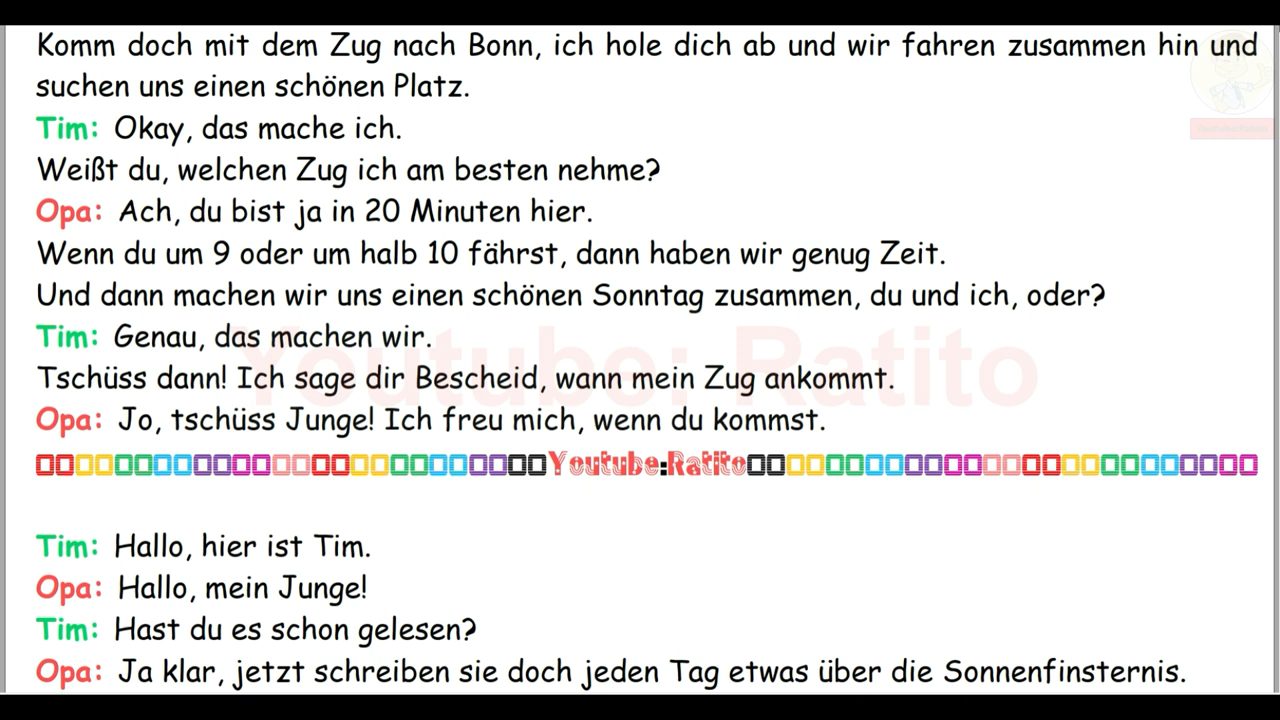 Komm doch mit dem Zug nach Bonn, ich hole dich ab und wir fahren zusammen hin und
suchen uns einen schönen Platz.
Tim: Okay, das mache ich.
Weißt du, welchen Zug ich am besten nehme?
Opa: Ach, du bist ja in 20 Minuten hier.
Wenn du um 9 oder um halb 10 fährst, dann haben wir genug Zeit.
Und dann machen wir uns einen schönen Sonntag zusammen, du und ich, oder?
Tim: Genau, das machen wir.
Youtube: Ratito
Tschüss dann! Ich sage dir Bescheid, wann mein Zug ankommt.
Opa: Jo, tschüss Junge! Ich freu mich, wenn du kommst.
Youtube:Ratito
Tim: Hallo, hier ist Tim.
Opa: Hallo, mein Junge!
Tim: Hast du es schon gelesen?
Opa: Ja klar, jetzt schreiben sie doch jeden Tag etwas über die Sonnenfinsternis.
Youtube:Ratito